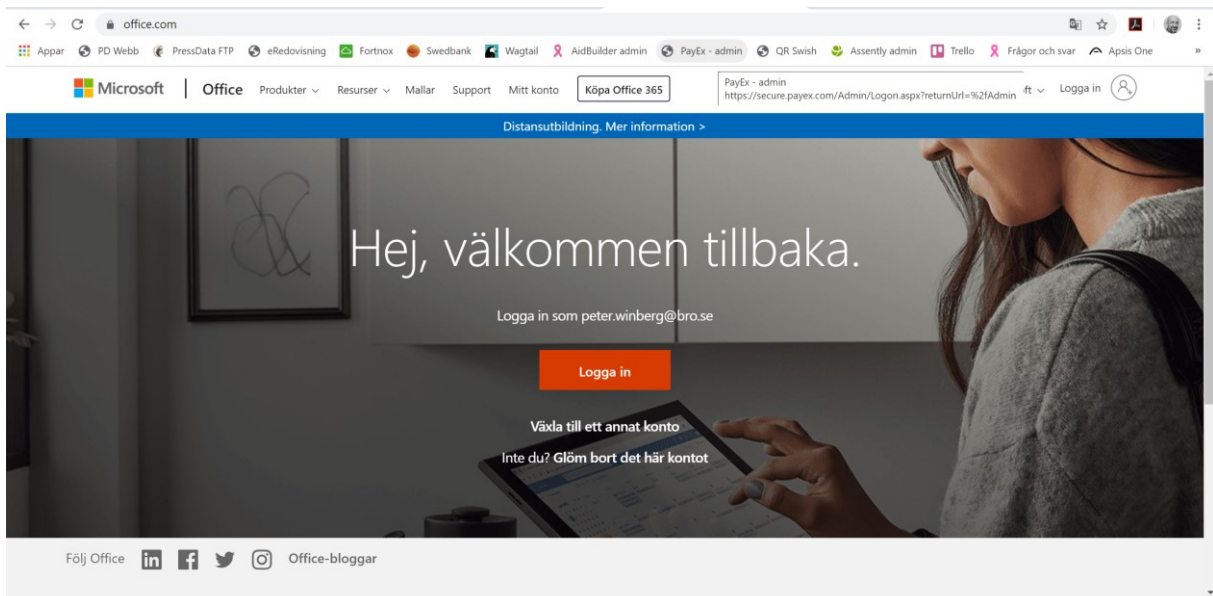 office.com
Appar PD Webb PressData FTP eRedovisning Fortnox Swedbank Wagtail AidBuilder admin PayEx - admin QR Swish Assently admin Trello Frågor och svar Apsis One »
Microsoft Office Produkter Resurser Mallar Support Mitt konto Köpa Office 365
PayEx - admin
https://secure.payex.com/Admin/Logon.aspx?returnUrl=%2fAdmin
Logga in
Distansutbildning. Mer information >
Hej, välkommen tillbaka.
Logga in som peter.winberg@bro.se
Logga in
Växla till ett annat konto
Inte du? Glöm bort det här kontot
Följ Office Office-bloggar